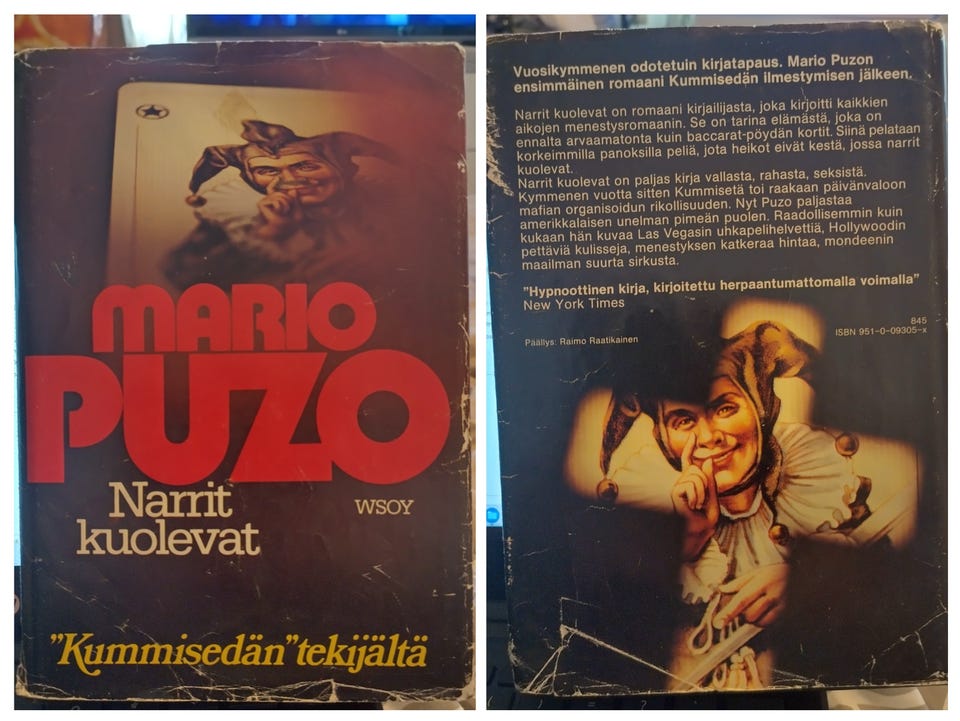 MARIO
PUZO
Narrit
kuolevat
WSOY
"Kummisedän" tekijältä
Vuosikymmenen odotetuin kirjatapaus. Mario Puzon
ensimmäinen romaani Kummisedän ilmestymisen jälkeen.
Narrit kuolevat on romaani kirjailijasta, joka kirjoitti kaikkien
aikojen menestysromaanin. Se on tarina elämästä, joka on
ennalta arvaamatonta kuin baccarat-pöydän kortit. Siinä pelataan
korkeimmilla panoksilla peliä, jota heikot eivät kestä, jossa narrit
kuolevat.
Narrit kuolevat on paljas kirja vallasta, rahasta, seksistä.
Kymmenen vuotta sitten Kummisetä toi raakaan päivänvaloon
mafian organisoidun rikollisuuden. Nyt Puzo paljastaa
amerikkalaisen unelman pimeän puolen. Raadollisemmin kuin
kukaan hän kuvaa Las Vegasin uhkapelihelvettiä, Hollywoodin
pettäviä kulisseja, menestyksen katkeraa hintaa, mondeenin
maailman suurta sirkusta.
"Hypnoottinen kirja, kirjoitettu herpaantumattomalla voimalla"
New York Times
845
ISBN 951-0-09305-x
Päällys: Raimo Raatikainen